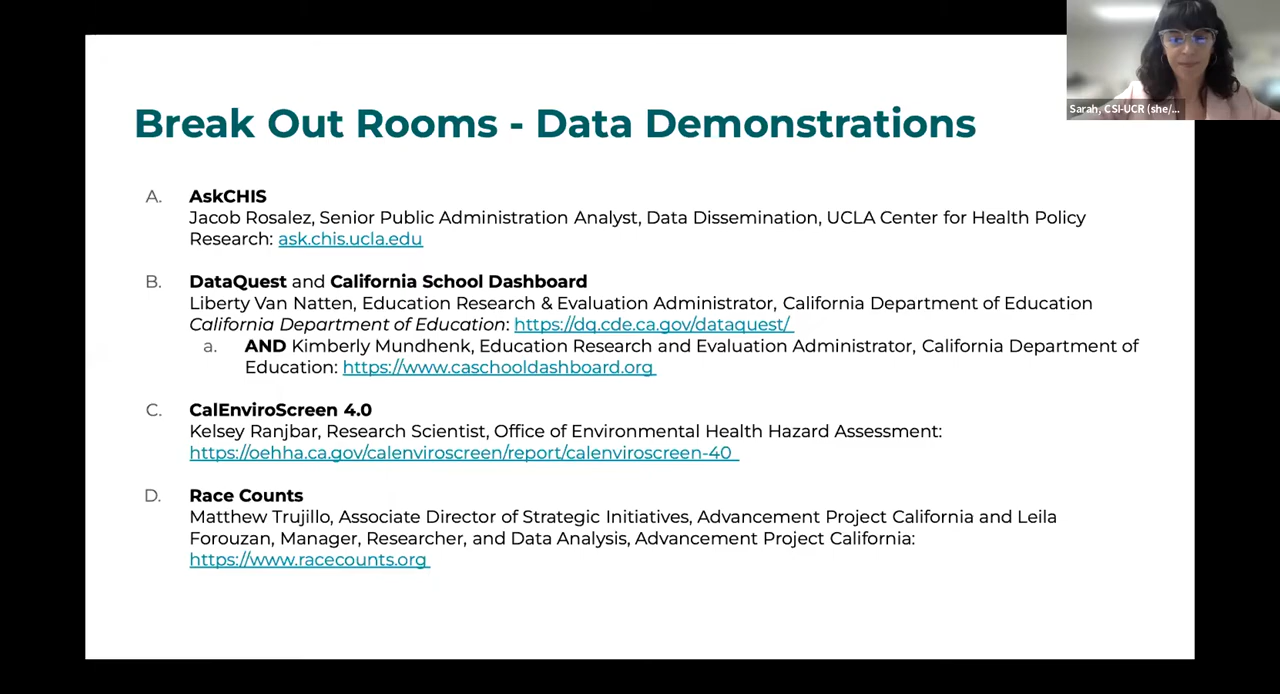 Break Out Rooms - Data Demonstrations
Sarah, CSI-UCR (she/...
A. AskCHIS
Jacob Rosalez, Senior Public Administration Analyst, Data Dissemination, UCLA Center for Health Policy
Research: ask.chis.ucla.edu
B. DataQuest and California School Dashboard
Liberty Van Natten, Education Research & Evaluation Administrator, California Department of Education
California Department of Education: https://dq.cde.ca.gov/dataquest/
a. AND Kimberly Mundhenk, Education Research and Evaluation Administrator, California Department of
Education: https://www.caschooldashboard.org
C. CalEnviroScreen 4.0
Kelsey Ranjbar, Research Scientist, Office of Environmental Health Hazard Assessment:
https://oehha.ca.gov/calenviroscreen/report/calenviroscreen-40
D. Race Counts
Matthew Trujillo, Associate Director of Strategic Initiatives, Advancement Project California and Leila
Forouzan, Manager, Researcher, and Data Analysis, Advancement Project California:
https://www.racecounts.org